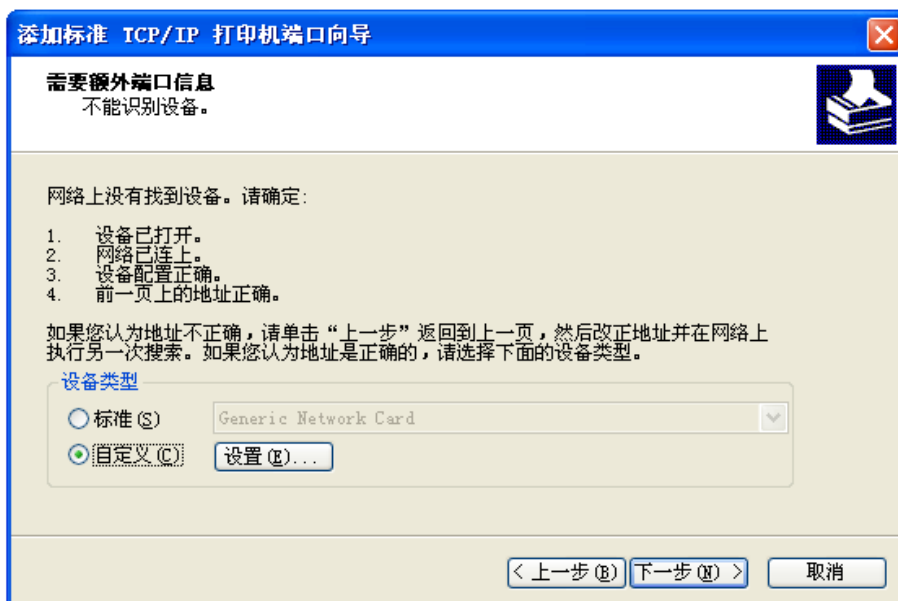 添加标准 TCP/IP 打印机端口向导
需要额外端口信息
不能识别设备。
网络上没有找到设备。请确定:
1. 设备已打开。
2. 网络已连上。
3. 设备配置正确。
4. 前一页上的地址正确。
如果您认为地址不正确,请单击“上一步”返回到上一页,然后改正地址并在网络上
执行另一次搜索。如果您认为地址是正确的,请选择下面的设备类型。
设备类型
标准(S) Generic Network Card
自定义(C) 设置(E)...
< 上一步(B) 下一步(N) > 取消